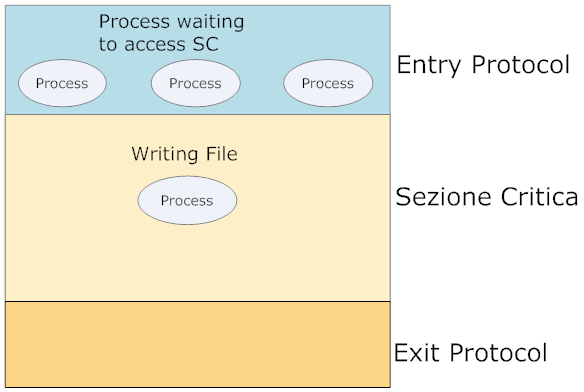 Process waiting
to access SC
Process Process Process
Entry Protocol
Writing File
Process
Sezione Critica
Exit Protocol